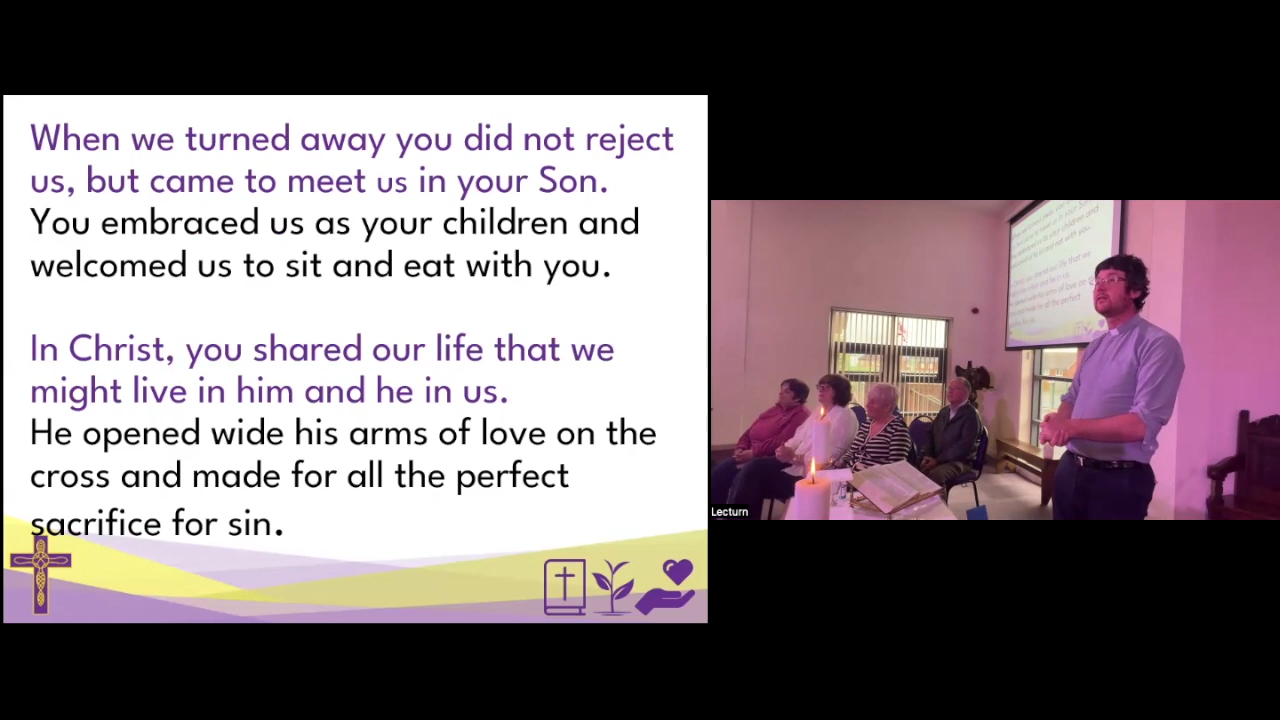 When we turned away you did not reject
us, but came to meet us in your Son.
You embraced us as your children and
welcomed us to sit and eat with you.
In Christ, you shared our life that we
might live in him and he in us.
He opened wide his arms of love on the
cross and made for all the perfect
sacrifice for sin.
Lecturn